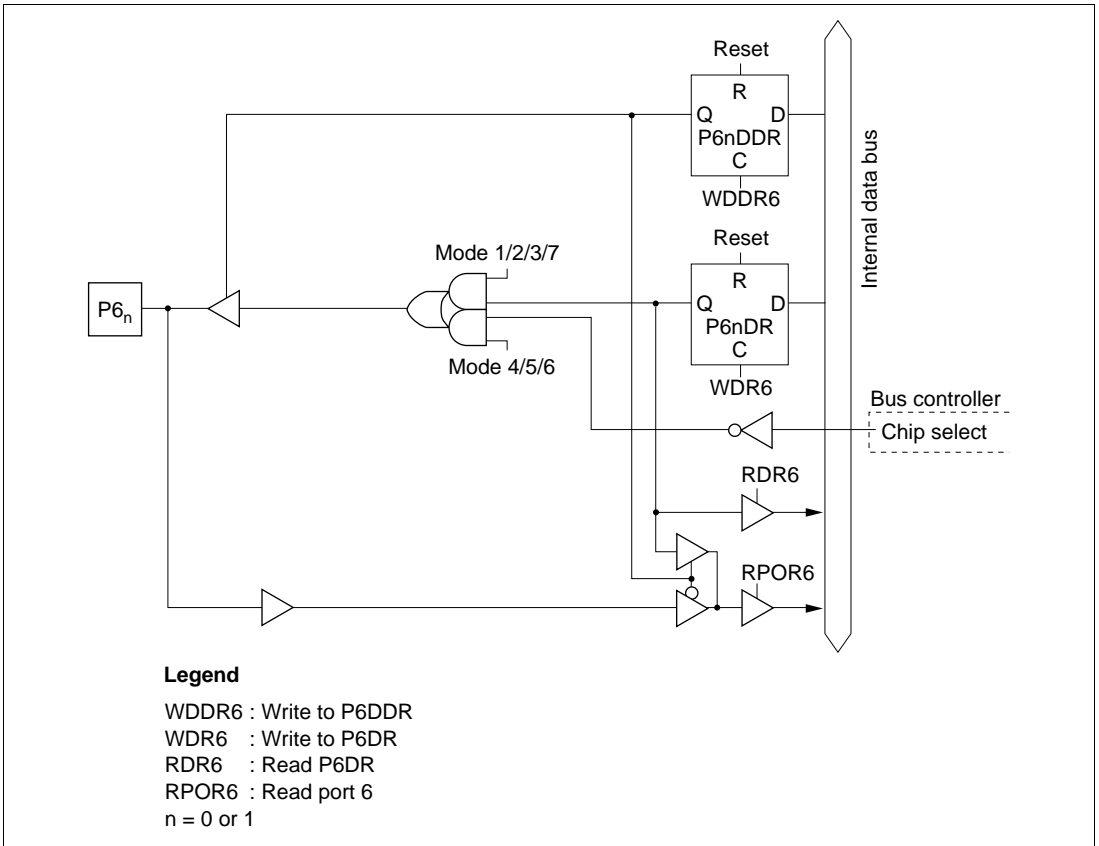 Reset
R
Q D
P6nDDR
C
WDDR6
Internal data bus
Mode 1/2/3/7
Reset
R
Q D
P6nDR
C
WDR6
P6n
Mode 4/5/6
Bus controller
Chip select
RDR6
RPOR6
Legend
WDDR6 : Write to P6DDR
WDR6 : Write to P6DR
RDR6 : Read P6DR
RPOR6 : Read port 6
n = 0 or 1